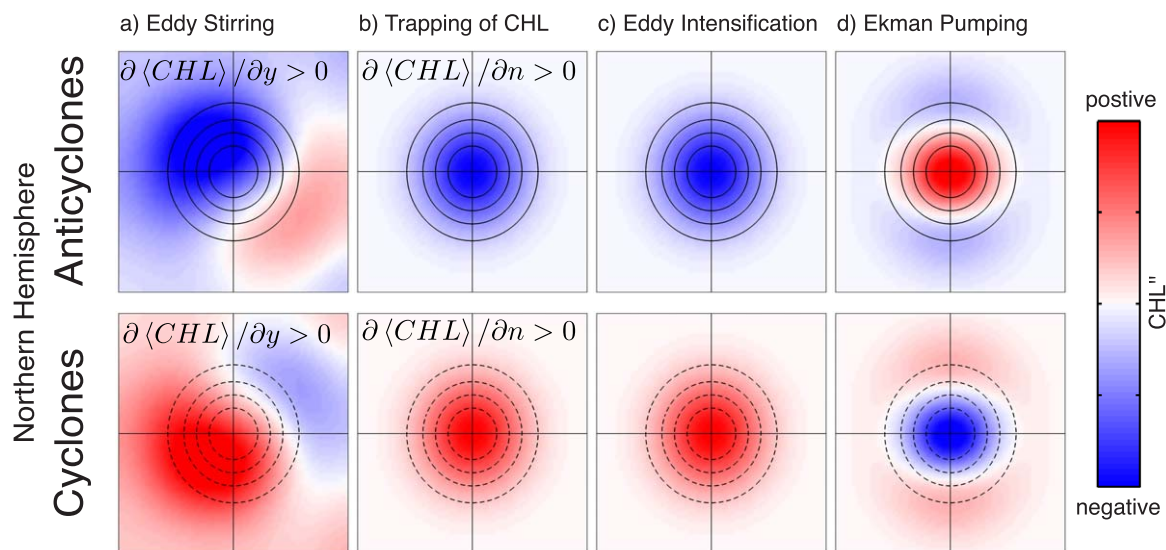 a) Eddy Stirring
b) Trapping of CHL
c) Eddy Intensification
d) Ekman Pumping
Northern Hemisphere
Anticyclones
∂⟨CHL⟩/∂y > 0
∂⟨CHL⟩/∂n > 0
Cyclones
∂⟨CHL⟩/∂y > 0
∂⟨CHL⟩/∂n > 0
postive
CHL"
negative